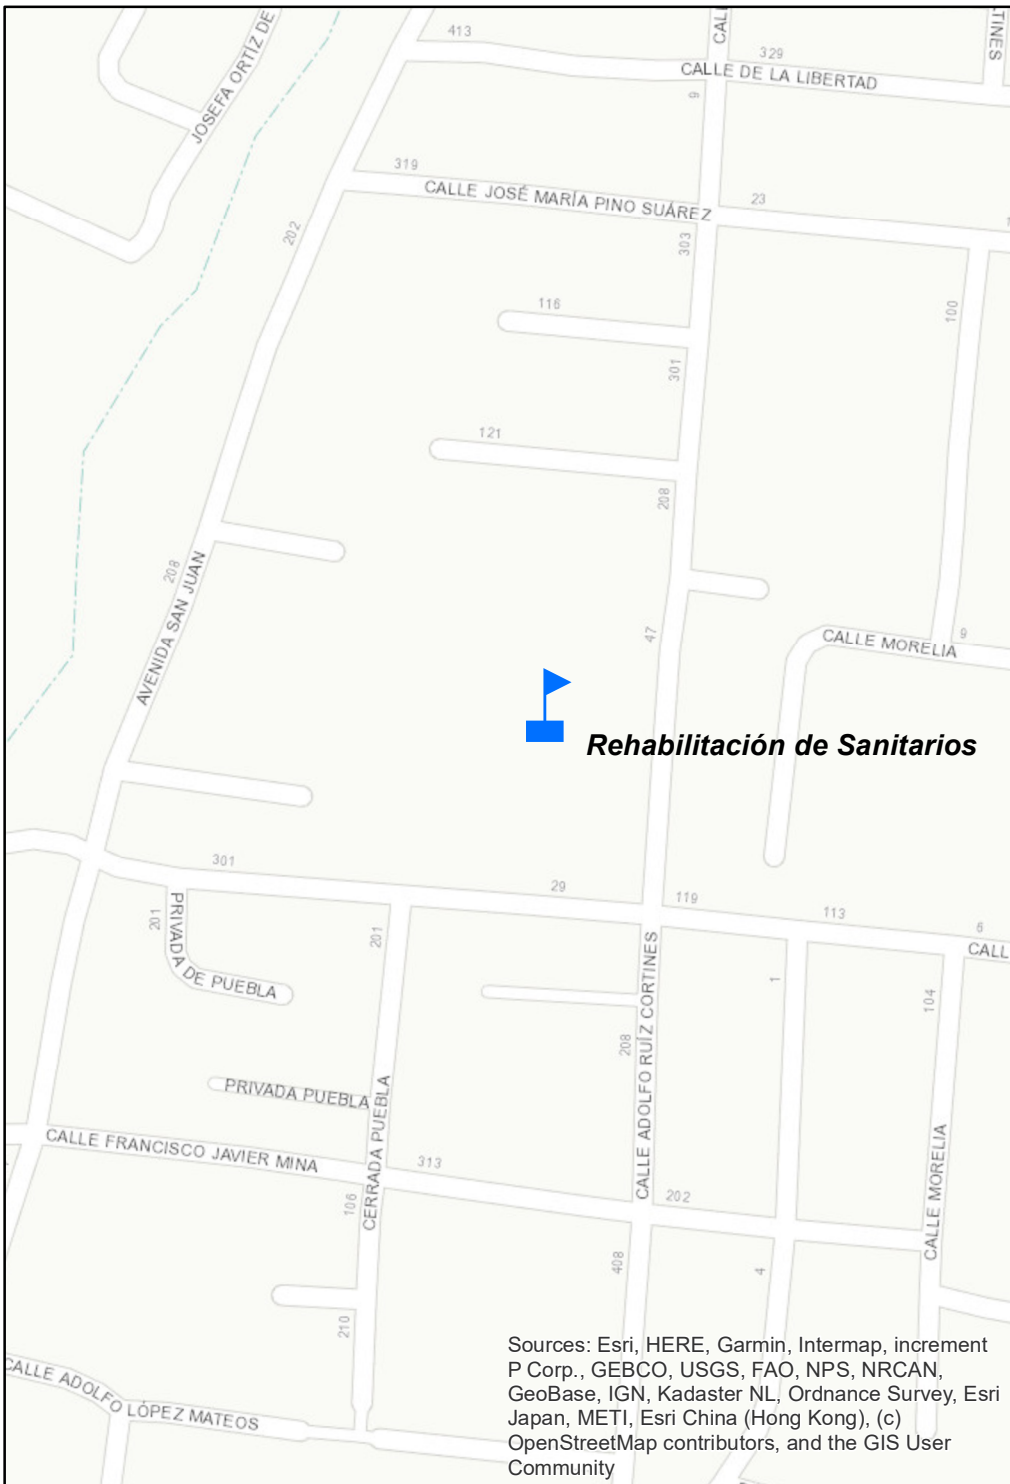 413
CALL
TINES
329
CALLE DE LA LIBERTAD
9
JOSEFA ORTÍZ DE
319
CALLE JOSÉ MARÍA PINO SUÁREZ
23
202
303
116
100
301
121
208
208
AVENIDA SAN JUAN
47
CALLE MORELIA
9
Rehabilitación de Sanitarios
301
29
119
113
6
CALL
201
PRIVADA DE PUEBLA
201
1
104
CALLE ADOLFO RUÍZ CORTINES
208
PRIVADA PUEBLA
CERRADA PUEBLA
CALLE FRANCISCO JAVIER MINA
313
202
CALLE MORELIA
106
408
4
210
CALLE ADOLFO LÓPEZ MATEOS
Sources: Esri, HERE, Garmin, Intermap, increment
P Corp., GEBCO, USGS, FAO, NPS, NRCAN,
GeoBase, IGN, Kadaster NL, Ordnance Survey, Esri
Japan, METI, Esri China (Hong Kong), (c)
OpenStreetMap contributors, and the GIS User
Community